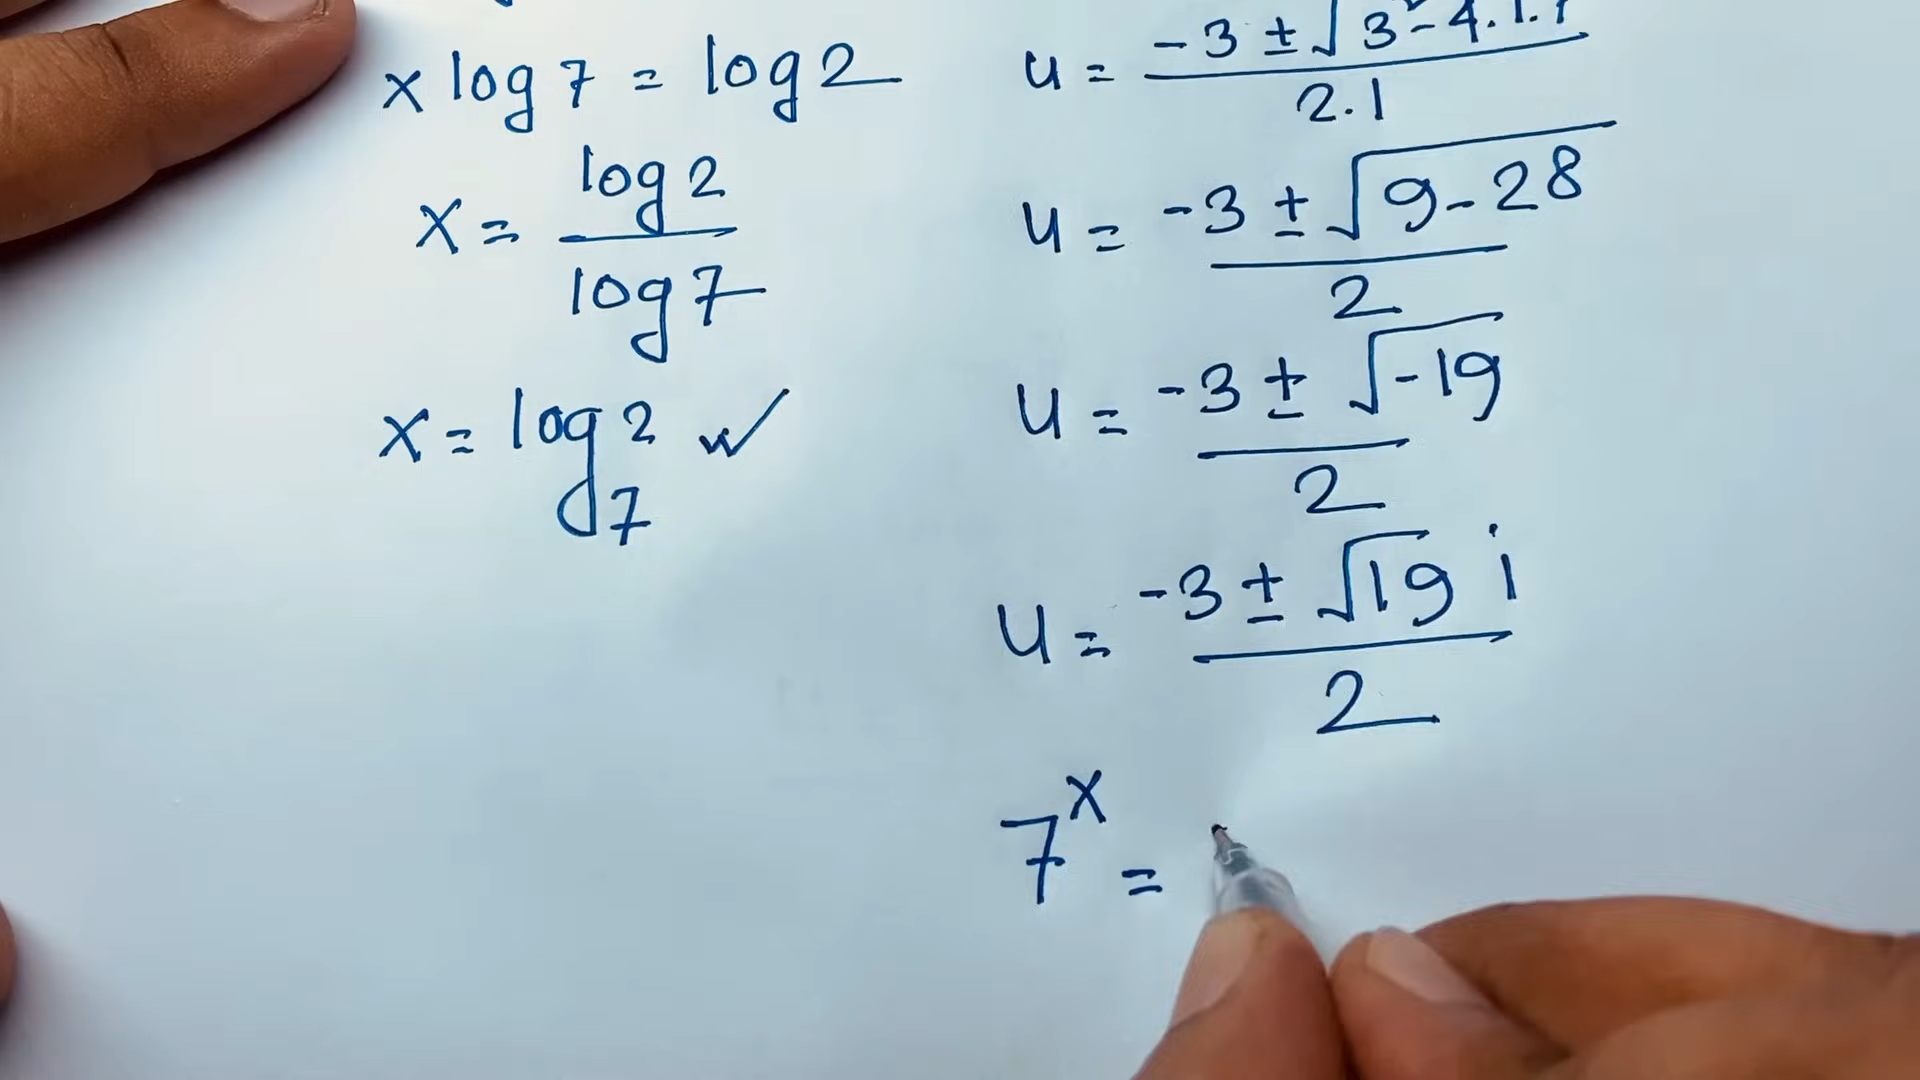 x log 7 = log 2
x = log 2 / log 7
x = log₇ 2 ✓
u = (-3 ± √(3² - 4.1.7)) / 2.1
u = (-3 ± √(9 - 28)) / 2
u = (-3 ± √-19) / 2
u = (-3 ± √19 i) / 2
7ˣ =